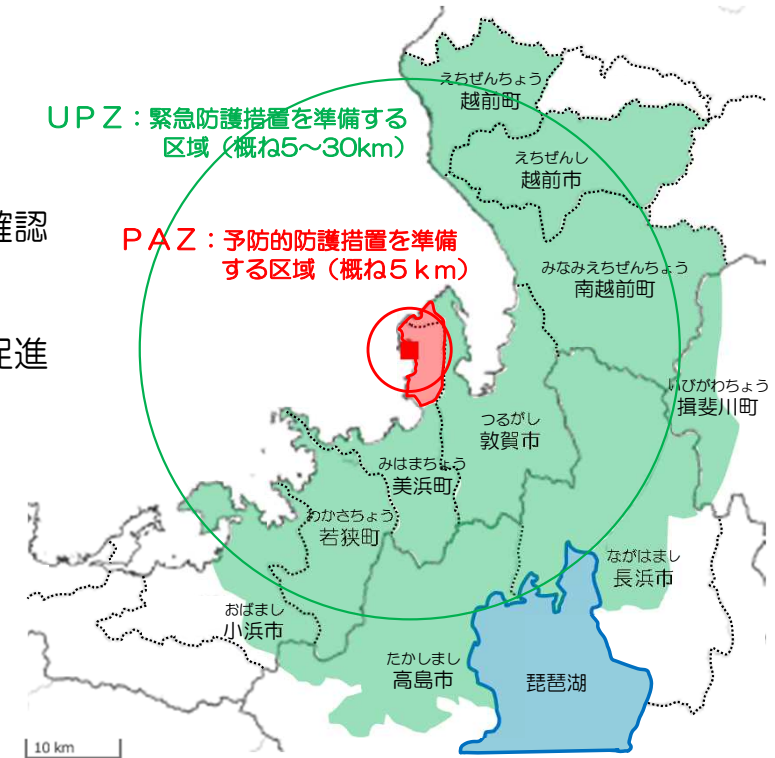 えちぜんちょう
越前町
UPZ：緊急防護措置を準備する
区域（概ね5～30km）
えちぜんし
越前市
確認
PAZ：予防的防護措置を準備
する区域（概ね５ｋｍ）
みなみえちぜんちょう
南越前町
促進
いびがわちょう
揖斐川町
つるがし
敦賀市
みはまちょう
美浜町
わかさちょう
若狭町
ながはまし
長浜市
おばまし
小浜市
たかしまし
高島市
琵琶湖
10 km